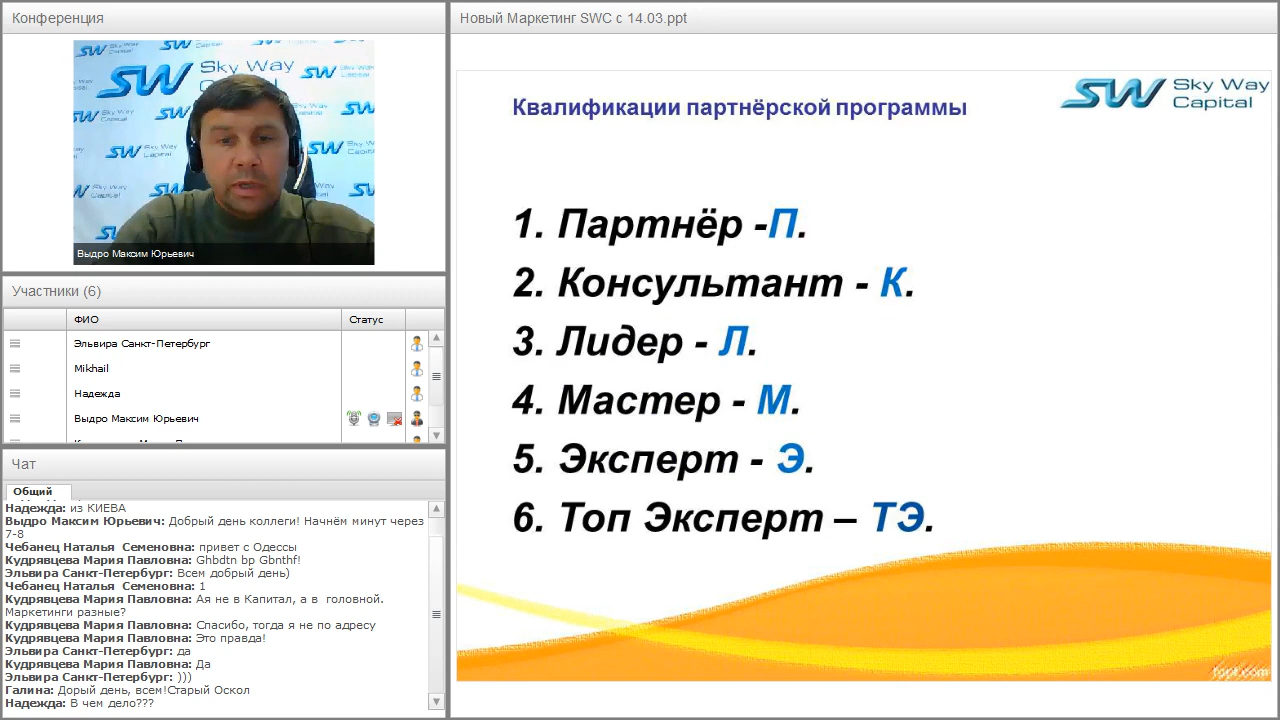 Конференция
SW Sky Way Capital
Выдро Максим Юрьевич
Участники (6)
ФИО Статус
Эльвира Санкт-Петербург
Mikhail
Надежда
Выдро Максим Юрьевич
Чат
Общий
Надежда: из КИЕВА
Выдро Максим Юрьевич: Добрый день коллеги! Начнём минут через
7-8
Чебанец Наталья Семеновна: привет с Одессы
Кудрявцева Мария Павловна: Ghbdtn bp Gbnthf!
Эльвира Санкт-Петербург: Всем добрый день)
Чебанец Наталья Семеновна: 1
Кудрявцева Мария Павловна: Ая не в Капитал, а в головной.
Маркетинги разные?
Кудрявцева Мария Павловна: Спасибо, тогда я не по адресу
Кудрявцева Мария Павловна: Это правда!
Эльвира Санкт-Петербург: да
Кудрявцева Мария Павловна: Да
Эльвира Санкт-Петербург: )))
Галина: Дорый день, всем!Старый Оскол
Надежда: В чем дело???
Новый Маркетинг SWC с 14.03.ppt
Квалификации партнёрской программы
SW Sky Way
Capital
1. Партнёр -П.
2. Консультант - К.
3. Лидер - Л.
4. Мастер - М.
5. Эксперт - Э.
6. Топ Эксперт – ТЭ.